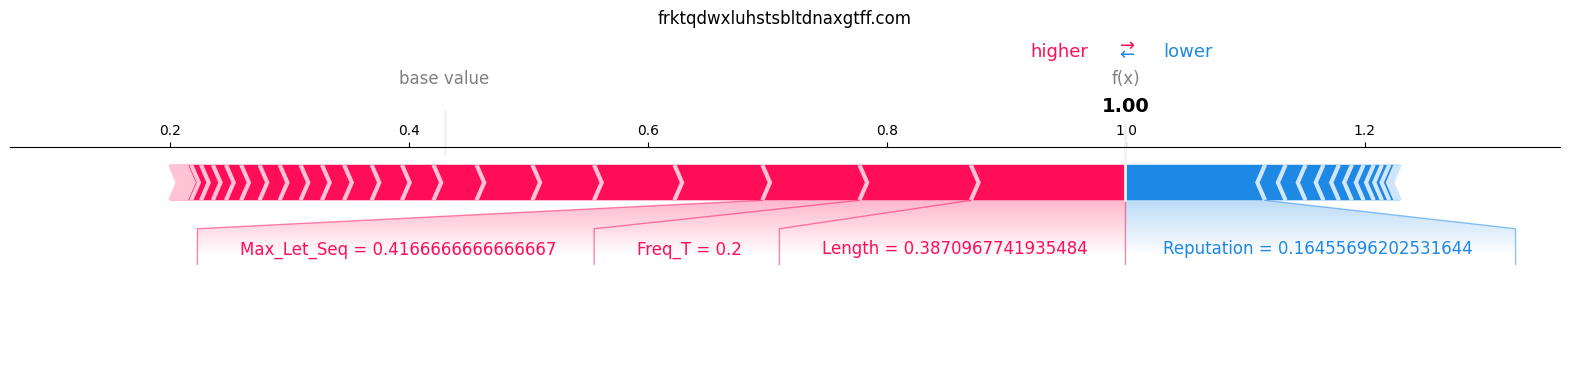 frktqdwxluhstsbltdnaxgtff.com
higher ⇄ lower
base value f(x)
1.00
0.2 0.4 0.6 0.8 1.0 1.2
Max_Let_Seq = 0.4166666666666667 Freq_T = 0.2 Length = 0.3870967741935484 Reputation = 0.16455696202531644